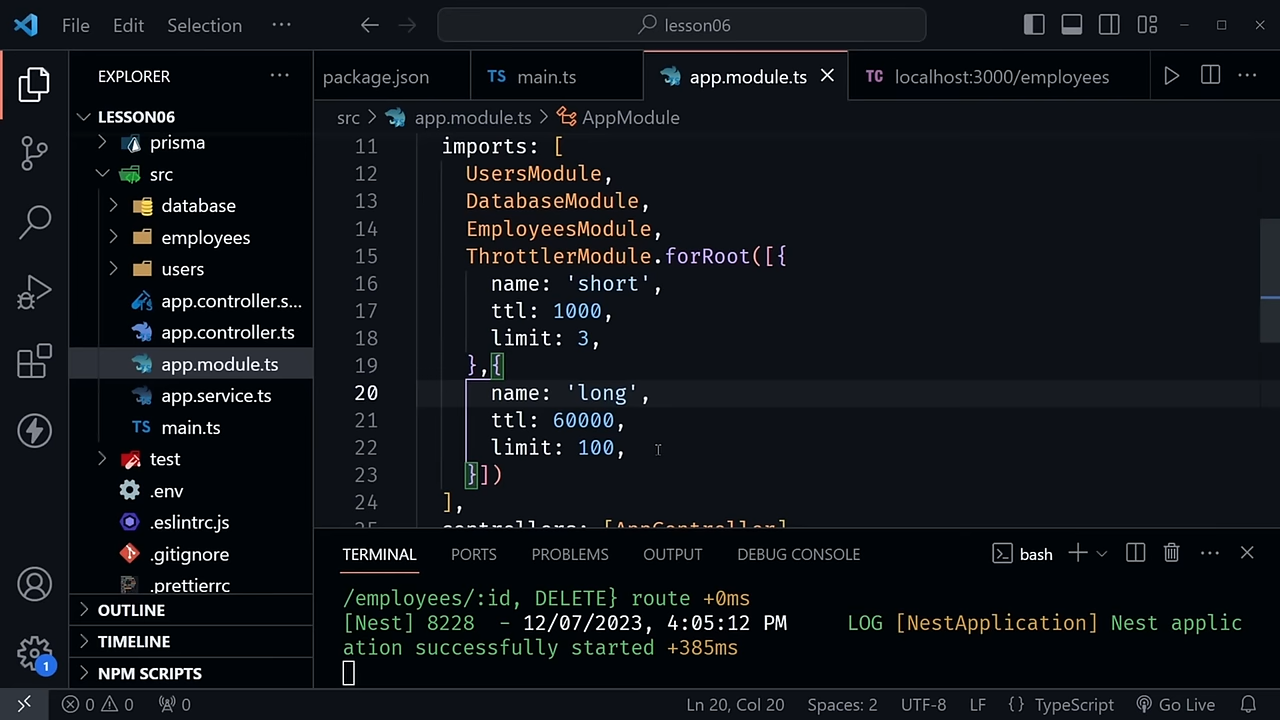 File Edit Selection ··· lesson06
EXPLORER ···
LESSON06
prisma
src
database
employees
users
app.controller.s...
app.controller.ts
app.module.ts
app.service.ts
TS main.ts
test
.env
.eslintrc.js
.gitignore
.prettierrc
OUTLINE
TIMELINE
NPM SCRIPTS
1
package.json TS main.ts app.module.ts TC localhost:3000/employees ···
src > app.module.ts > AppModule
11 imports: [
12 UsersModule,
13 DatabaseModule,
14 EmployeesModule,
15 ThrottlerModule.forRoot([{
16 name: 'short',
17 ttl: 1000,
18 limit: 3,
19 },{
20 name: 'long',
21 ttl: 60000,
22 limit: 100,
23 }])
24 ],
25 controllers: [AppController],
TERMINAL PORTS PROBLEMS OUTPUT DEBUG CONSOLE bash ···
/employees/:id, DELETE} route +0ms
[Nest] 8228  - 12/07/2023, 4:05:12 PM     LOG [NestApplication] Nest applic
ation successfully started +385ms
0 0 0 Ln 20, Col 20 Spaces: 2 UTF-8 LF {} TypeScript Go Live